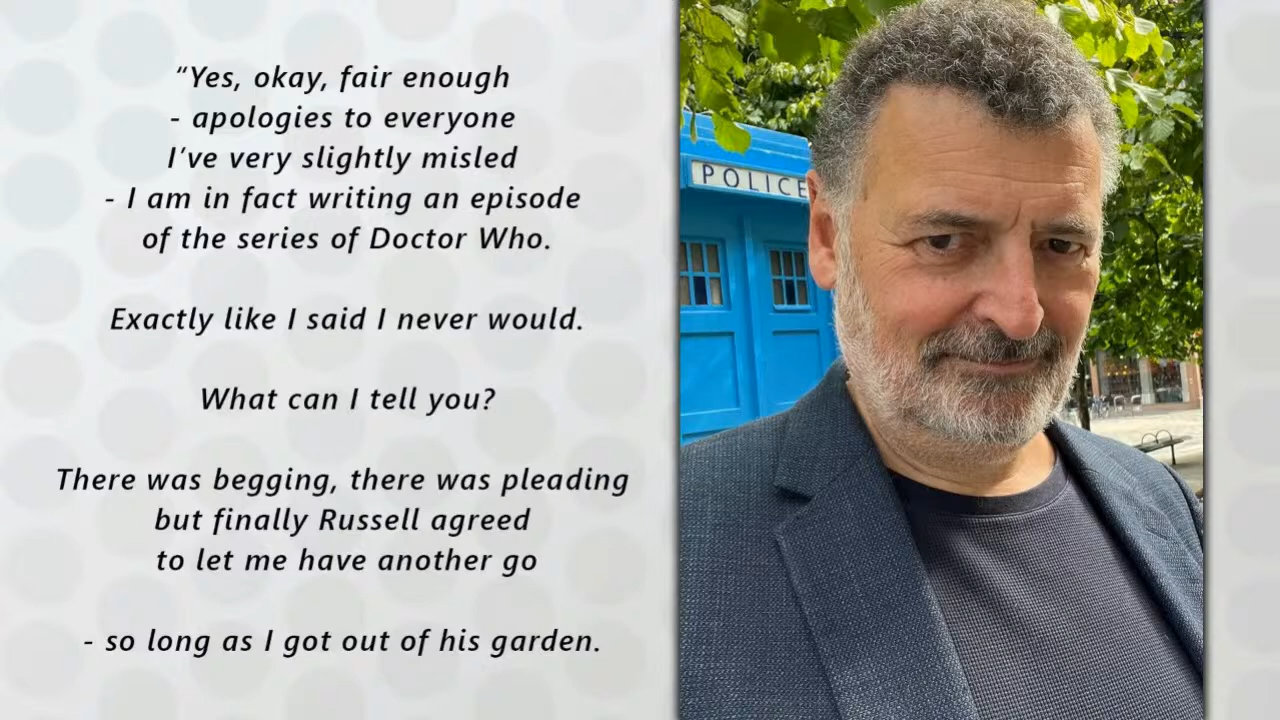 “Yes, okay, fair enough
- apologies to everyone
I’ve very slightly misled
- I am in fact writing an episode
of the series of Doctor Who.
Exactly like I said I never would.
What can I tell you?
There was begging, there was pleading
but finally Russell agreed
to let me have another go
- so long as I got out of his garden.
POLICE